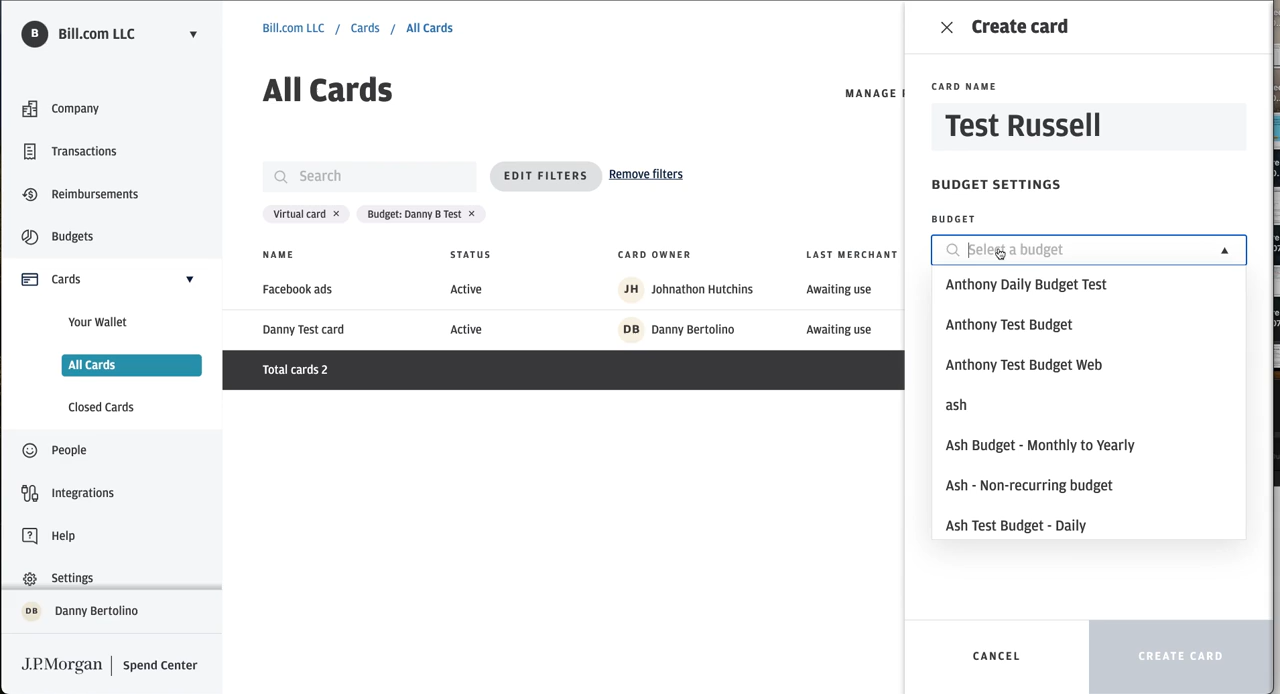 B Bill.com LLC
Company
Transactions
Reimbursements
Budgets
Cards
Your Wallet
All Cards
Closed Cards
People
Integrations
Help
Settings
DB Danny Bertolino
J.P.Morgan | Spend Center
Bill.com LLC / Cards / All Cards
All Cards
MANAGE
Search
EDIT FILTERS
Remove filters
Virtual card ×
Budget: Danny B Test ×
NAME STATUS CARD OWNER LAST MERCHANT
Facebook ads Active JH Johnathon Hutchins Awaiting use
Danny Test card Active DB Danny Bertolino Awaiting use
Total cards 2
Create card
CARD NAME
Test Russell
BUDGET SETTINGS
BUDGET
Select a budget
Anthony Daily Budget Test
Anthony Test Budget
Anthony Test Budget Web
ash
Ash Budget - Monthly to Yearly
Ash - Non-recurring budget
Ash Test Budget - Daily
CANCEL
CREATE CARD